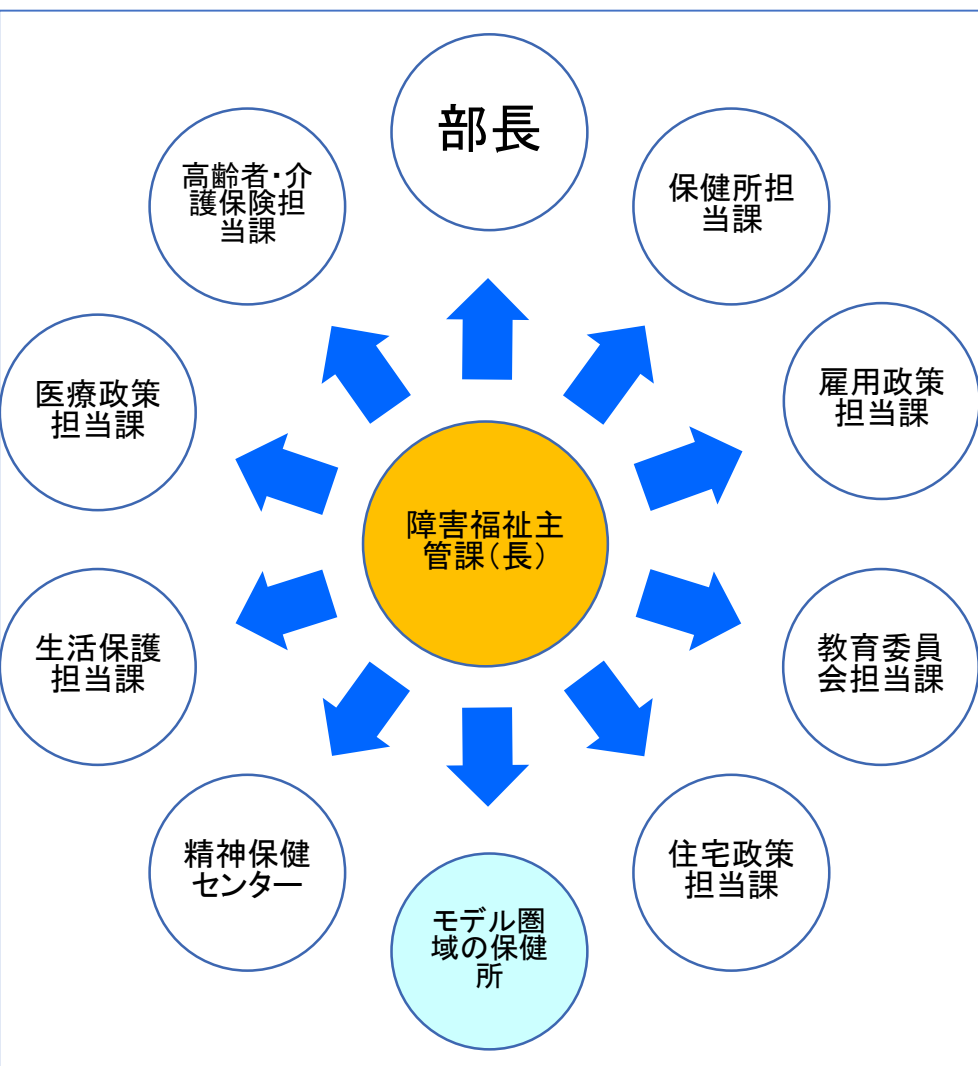 部長
高齢者・介
護保険担
当課
保健所担
当課
医療政策
担当課
雇用政策
担当課
障害福祉主
管課(長)
生活保護
担当課
教育委員
会担当課
精神保健
センター
住宅政策
担当課
モデル圏
域の保健
所